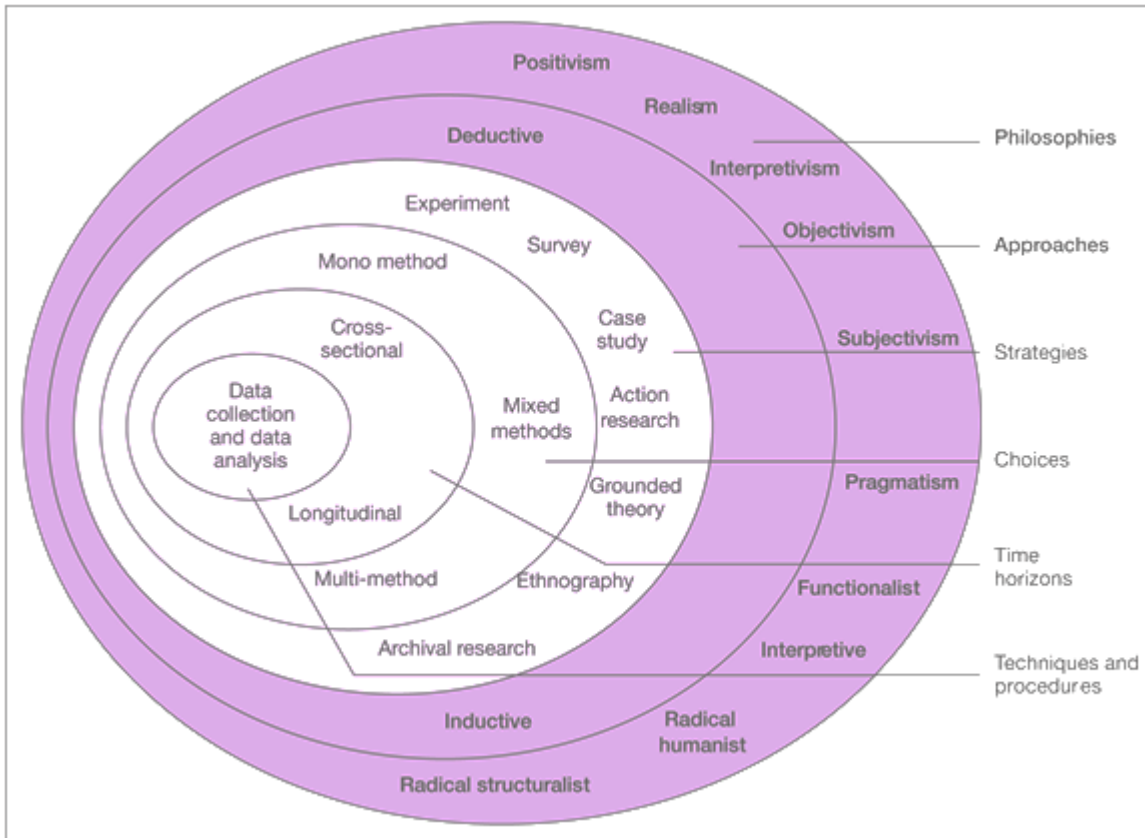 Positivism
Realism
Philosophies
Deductive
Interpretivism
Experiment
Objectivism
Approaches
Survey
Mono method
Case
study
Cross-
sectional
Subjectivism
Strategies
Data
collection
and data
analysis
Mixed
methods
Action
research
Choices
Pragmatism
Grounded
theory
Longitudinal
Time
horizons
Multi-method
Ethnography
Functionalist
Archival research
Interpretive
Techniques and
procedures
Inductive
Radical
humanist
Radical structuralist